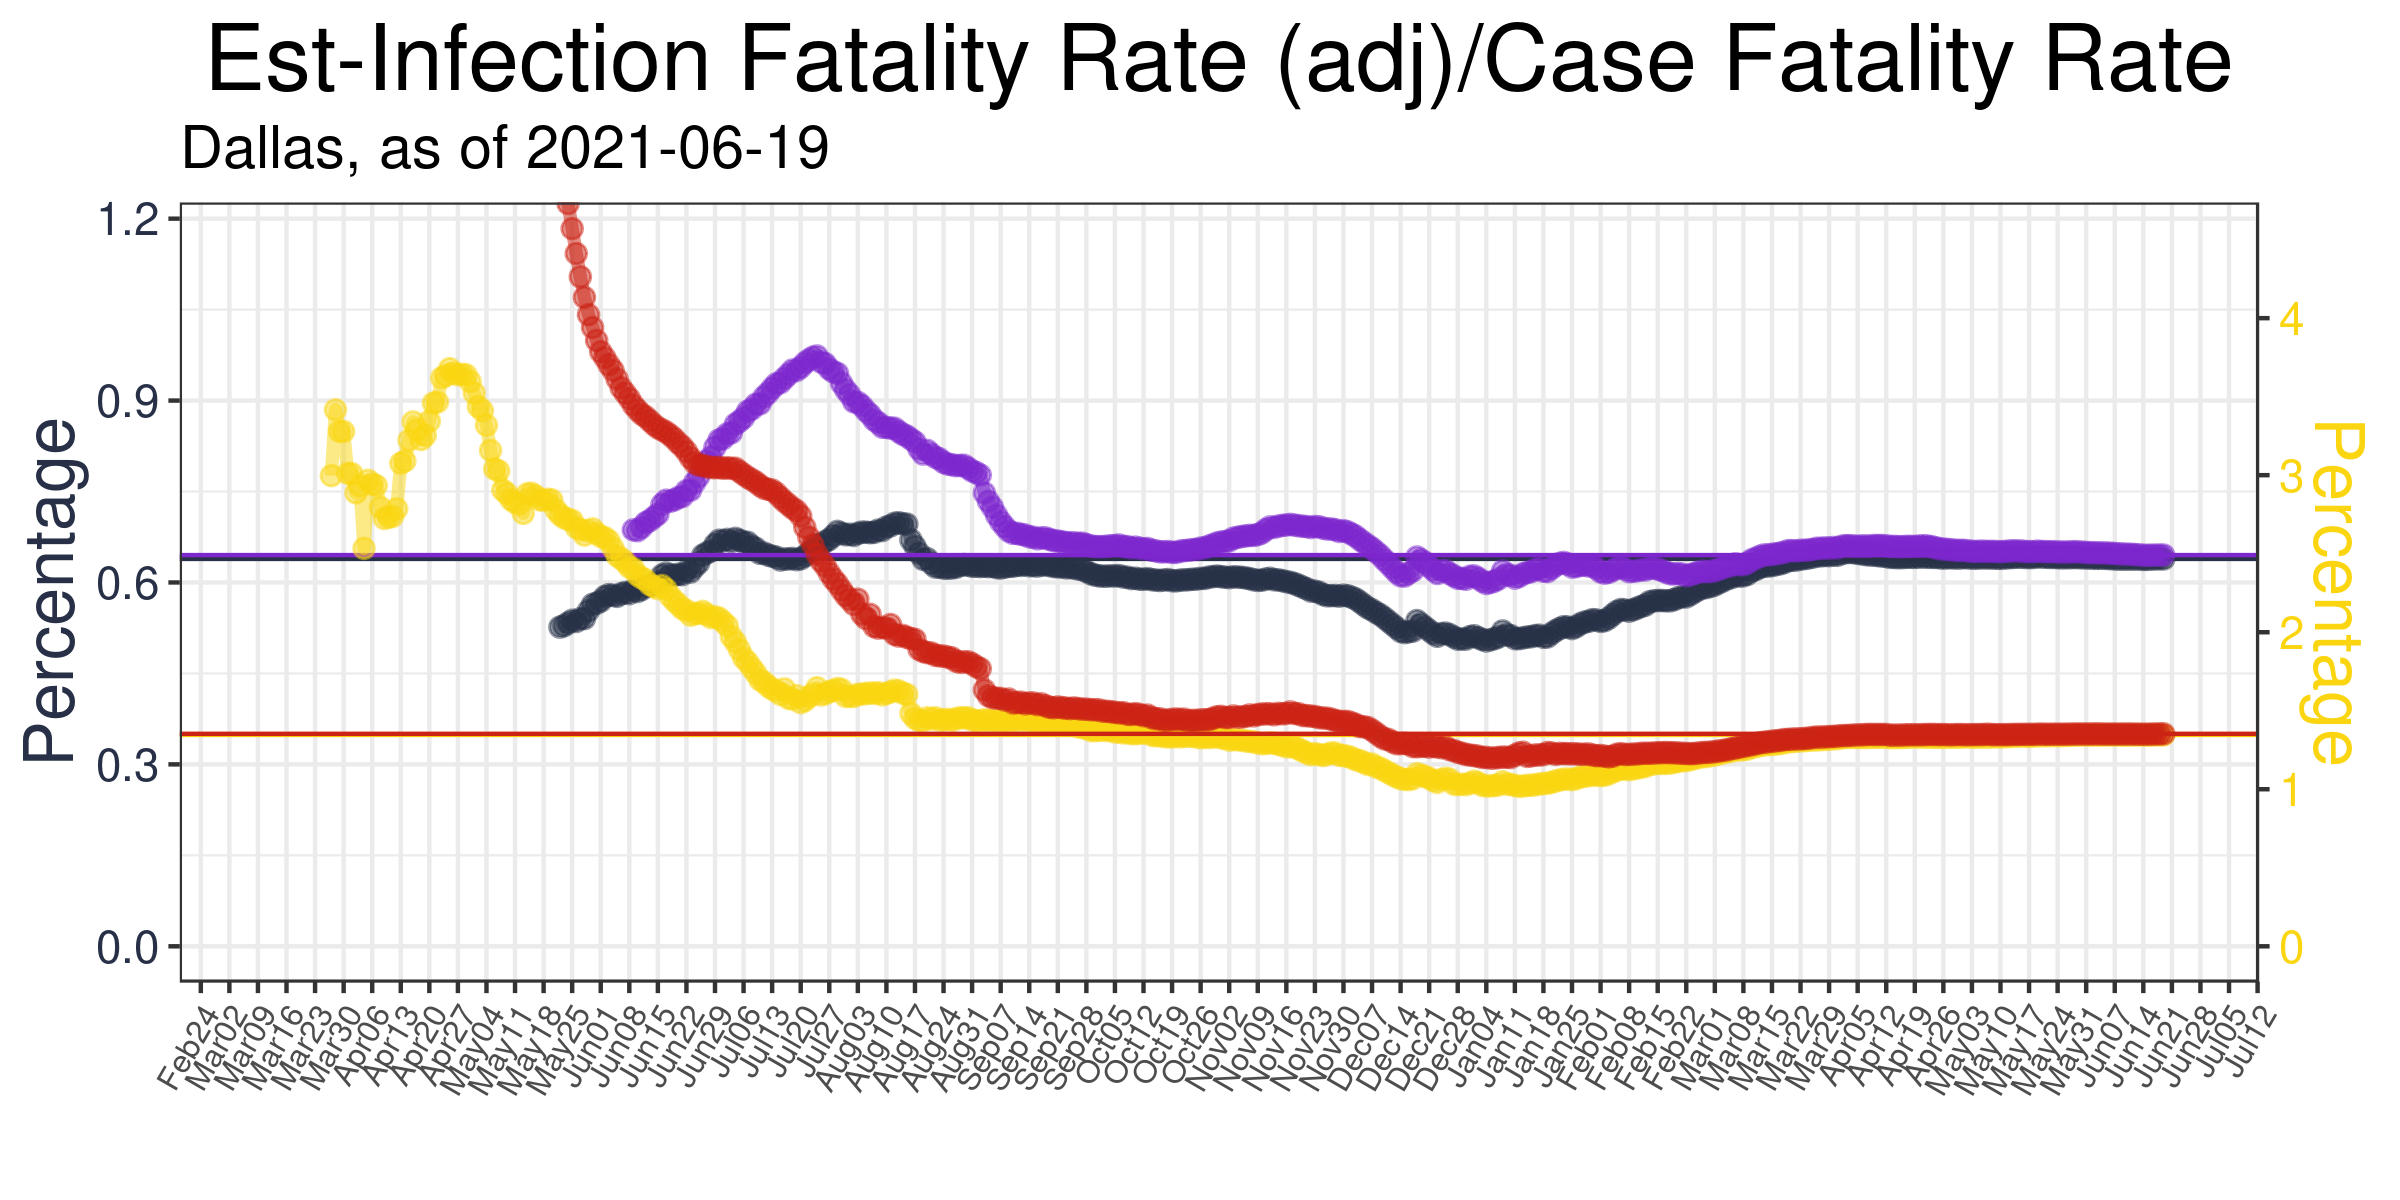 Est-Infection Fatality Rate (adj)/Case Fatality Rate
Dallas, as of 2021-06-19
Percentage
1.2
0.9
0.6
0.3
0.0
4
3
2
1
0
Percentage
Feb24
Mar02
Mar09
Mar16
Mar23
Mar30
Apr06
Apr13
Apr20
Apr27
May04
May11
May18
May25
Jun01
Jun08
Jun15
Jun22
Jun29
Jul06
Jul13
Jul20
Jul27
Aug03
Aug10
Aug17
Aug24
Aug31
Sep07
Sep14
Sep21
Sep28
Oct05
Oct12
Oct19
Oct26
Nov02
Nov09
Nov16
Nov23
Nov30
Dec07
Dec14
Dec21
Dec28
Jan04
Jan11
Jan18
Jan25
Feb01
Feb08
Feb15
Feb22
Mar01
Mar08
Mar15
Mar22
Mar29
Apr05
Apr12
Apr19
Apr26
May03
May10
May17
May24
May31
Jun07
Jun14
Jun21
Jun28
Jul05
Jul12